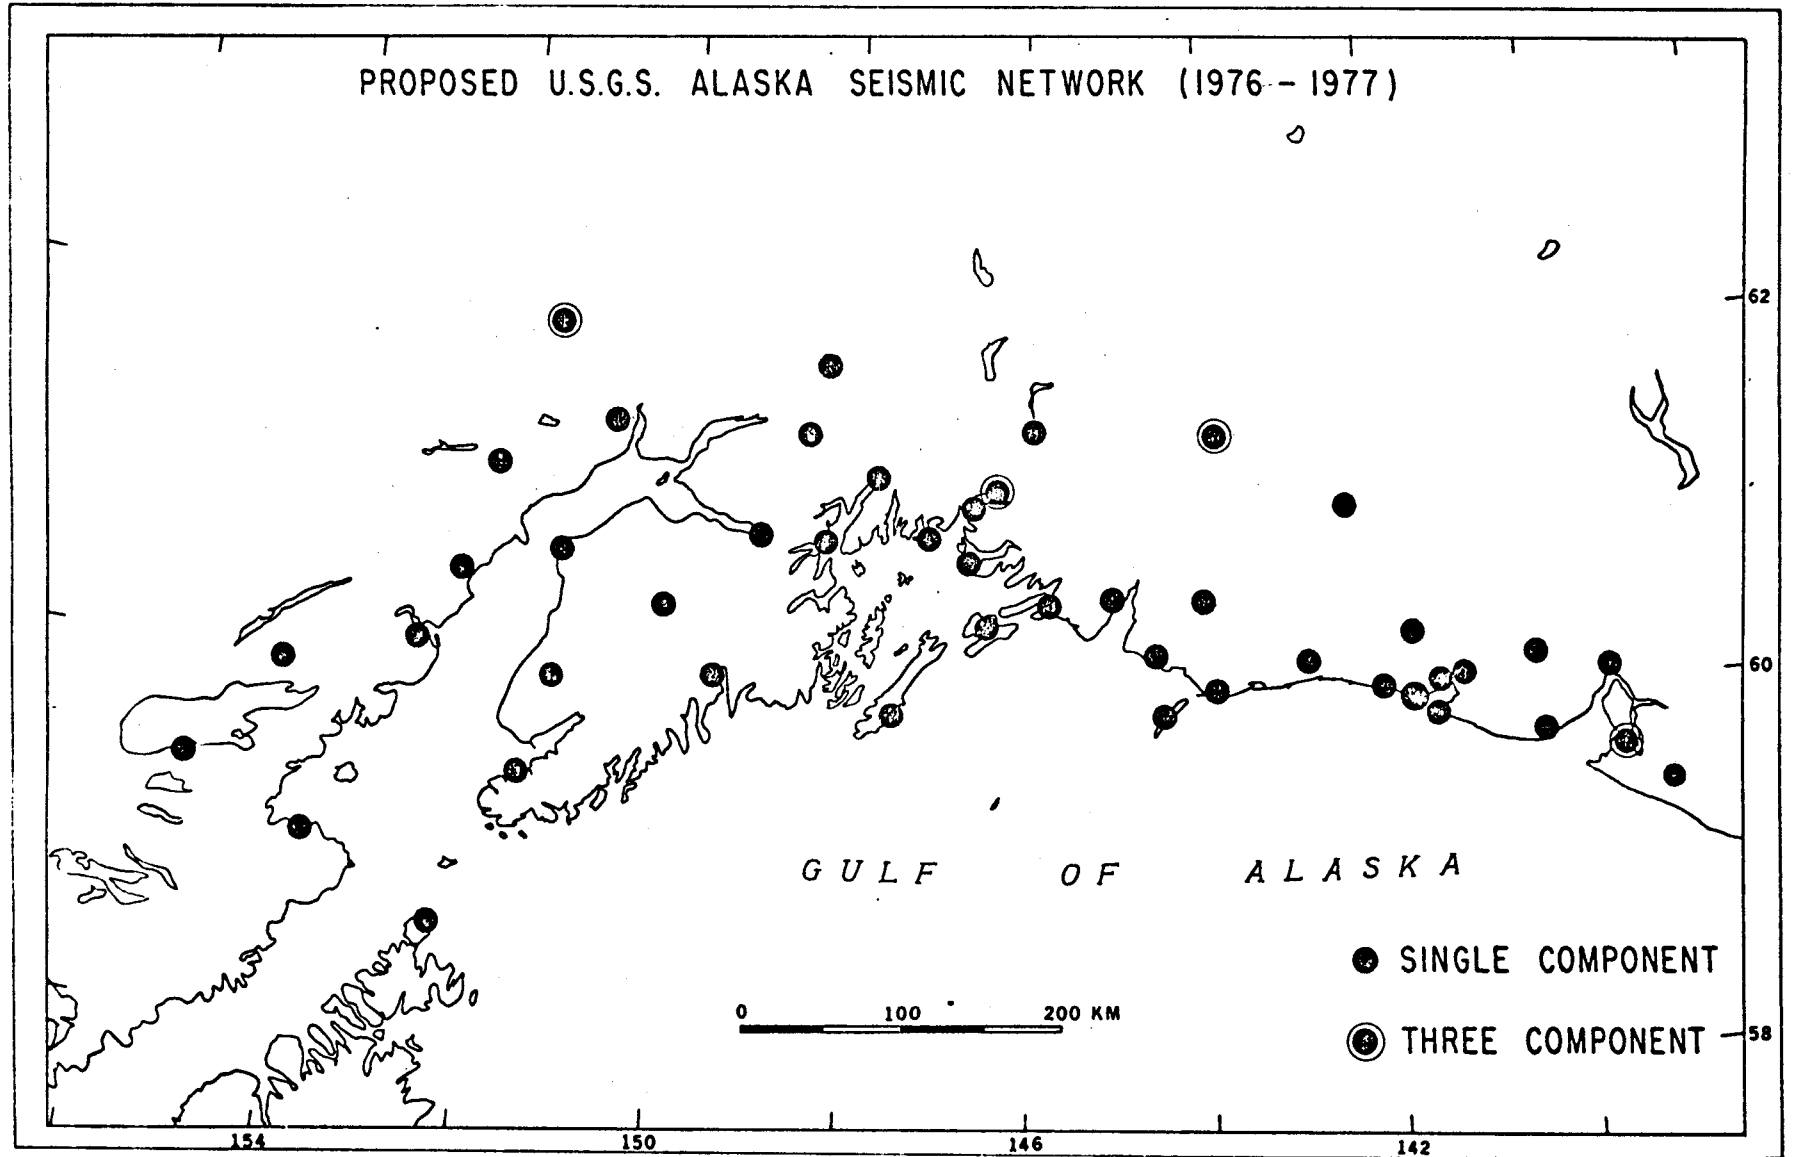 PROPOSED U.S.G.S. ALASKA SEISMIC NETWORK (1976-1977)
62
60
GULF OF ALASKA
SINGLE COMPONENT
0 100 200 KM
THREE COMPONENT
58
154 150 146 142